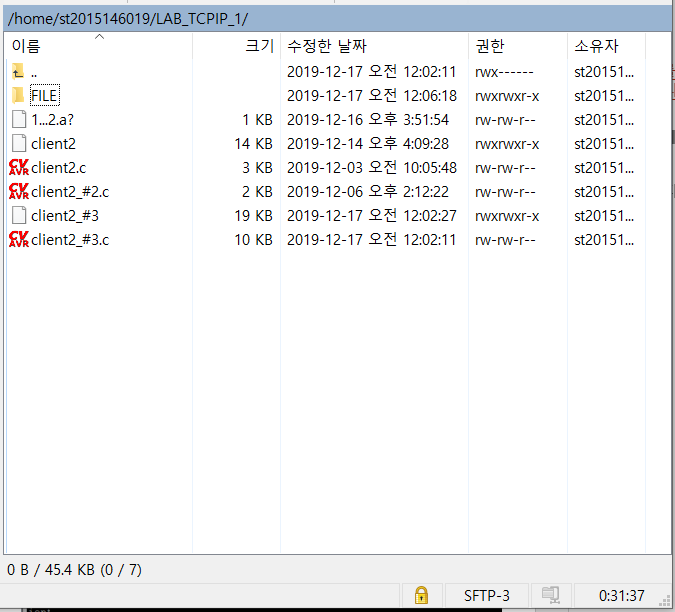 /home/st2015146019/LAB_TCPIP_1/
이름 크기 수정한 날짜 권한 소유자
.. 2019-12-17 오전 12:02:11 rwx------ st20151...
FILE 2019-12-17 오전 12:06:18 rwxrwxr-x st20151...
1...2.a? 1 KB 2019-12-16 오후 3:51:54 rw-rw-r-- st20151...
client2 14 KB 2019-12-14 오후 4:09:28 rwxrwxr-x st20151...
CV AVR client2.c 3 KB 2019-12-03 오전 10:05:48 rw-rw-r-- st20151...
CV AVR client2_#2.c 2 KB 2019-12-06 오후 2:12:22 rw-rw-r-- st20151...
client2_#3 19 KB 2019-12-17 오전 12:02:27 rwxrwxr-x st20151...
CV AVR client2_#3.c 10 KB 2019-12-17 오전 12:02:11 rw-rw-r-- st20151...
0 B / 45.4 KB (0 / 7)
SFTP-3 0:31:37